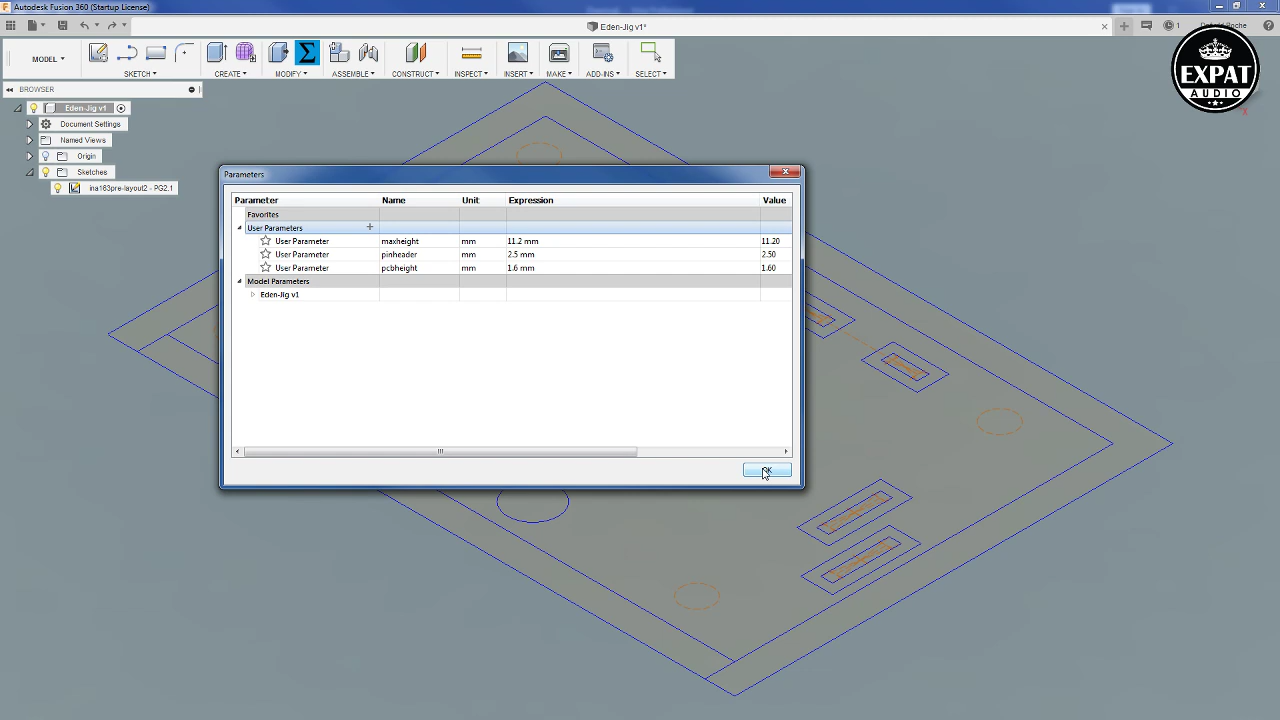 Autodesk Fusion 360 (Startup License)
Eden-Jig v1*
1
MODEL
SKETCH
CREATE
MODIFY
ASSEMBLE
CONSTRUCT
INSPECT
INSERT
MAKE
ADD-INS
SELECT
EXPAT
AUDIO
BROWSER
Eden-Jig v1
Document Settings
Named Views
Origin
Sketches
ina163pre-layout2 - PG2.1
Parameters
Parameter Name Unit Expression Value
Favorites
User Parameters
User Parameter maxheight mm 11.2 mm 11.20
User Parameter pinheader mm 2.5 mm 2.50
User Parameter pcbheight mm 1.6 mm 1.60
Model Parameters
Eden-Jig v1
OK